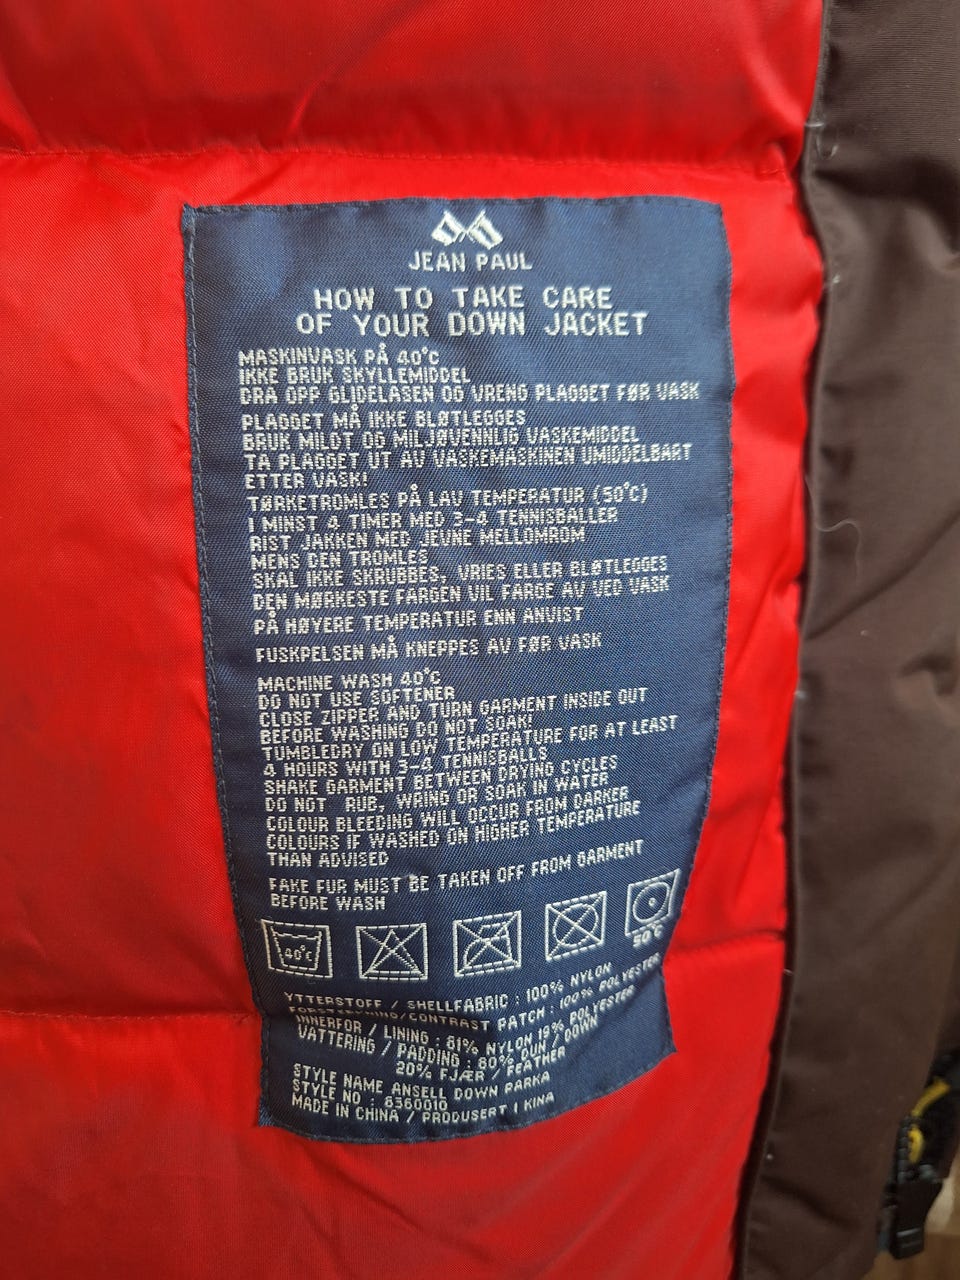 JEAN PAUL
HOW TO TAKE CARE
OF YOUR DOWN JACKET
MASKINVASK PÅ 40°C
IKKE BRUK SKYLLEMIDDEL
DRA OPP GLIDELASEN OG VRENG PLAGGET FØR VASK
PLAGGET MÅ IKKE BLØTLEGGES
BRUK MILDT OG MILJØVENNLIG VASKEMIDDEL
TA PLAGGET UT AV VASKEMASKINEN UMIDDELBART
ETTER VASK!
TØRKETROMLES PÅ LAV TEMPERATUR (50°C)
I MINST 4 TIMER MED 3-4 TENNISBALLER
RIST JAKKEN MED JEVNE MELLOMROM
MENS DEN TROMLES
SKAL IKKE SKRUBBES, VRIES ELLER BLØTLEGGES
DEN MØRKESTE FARGEN VIL FARGE AV VED VASK
PÅ HØYERE TEMPERATUR ENN ANVIST
FUSKPELSEN MÅ KNEPPES AV FØR VASK
MACHINE WASH 40°C
DO NOT USE SOFTENER
CLOSE ZIPPER AND TURN GARMENT INSIDE OUT
BEFORE WASHING DO NOT SOAK!
TUMBLEDRY ON LOW TEMPERATURE FOR AT LEAST
4 HOURS WITH 3-4 TENNISBALLS
SHAKE GARMENT BETWEEN DRYING CYCLES
DO NOT RUB, WRING OR SOAK IN WATER
COLOUR BLEEDING WILL OCCUR FROM DARKER
COLOURS IF WASHED ON HIGHER TEMPERATURE
THAN ADVISED
FAKE FUR MUST BE TAKEN OFF FROM GARMENT
BEFORE WASH
40°C
50°C
YTTERSTOFF / SHELLFABRIC : 100% NYLON
FORSTERKNING/CONTRAST PATCH : 100% POLYESTER
INNERFOR / LINING : 81% NYLON 19% POLYESTER
VATTERING / PADDING : 80% DUN / DOWN
20% FJÆR / FEATHER
STYLE NAME ANSELL DOWN PARKA
STYLE NO : 8360010
MADE IN CHINA / PRODUSERT I KINA